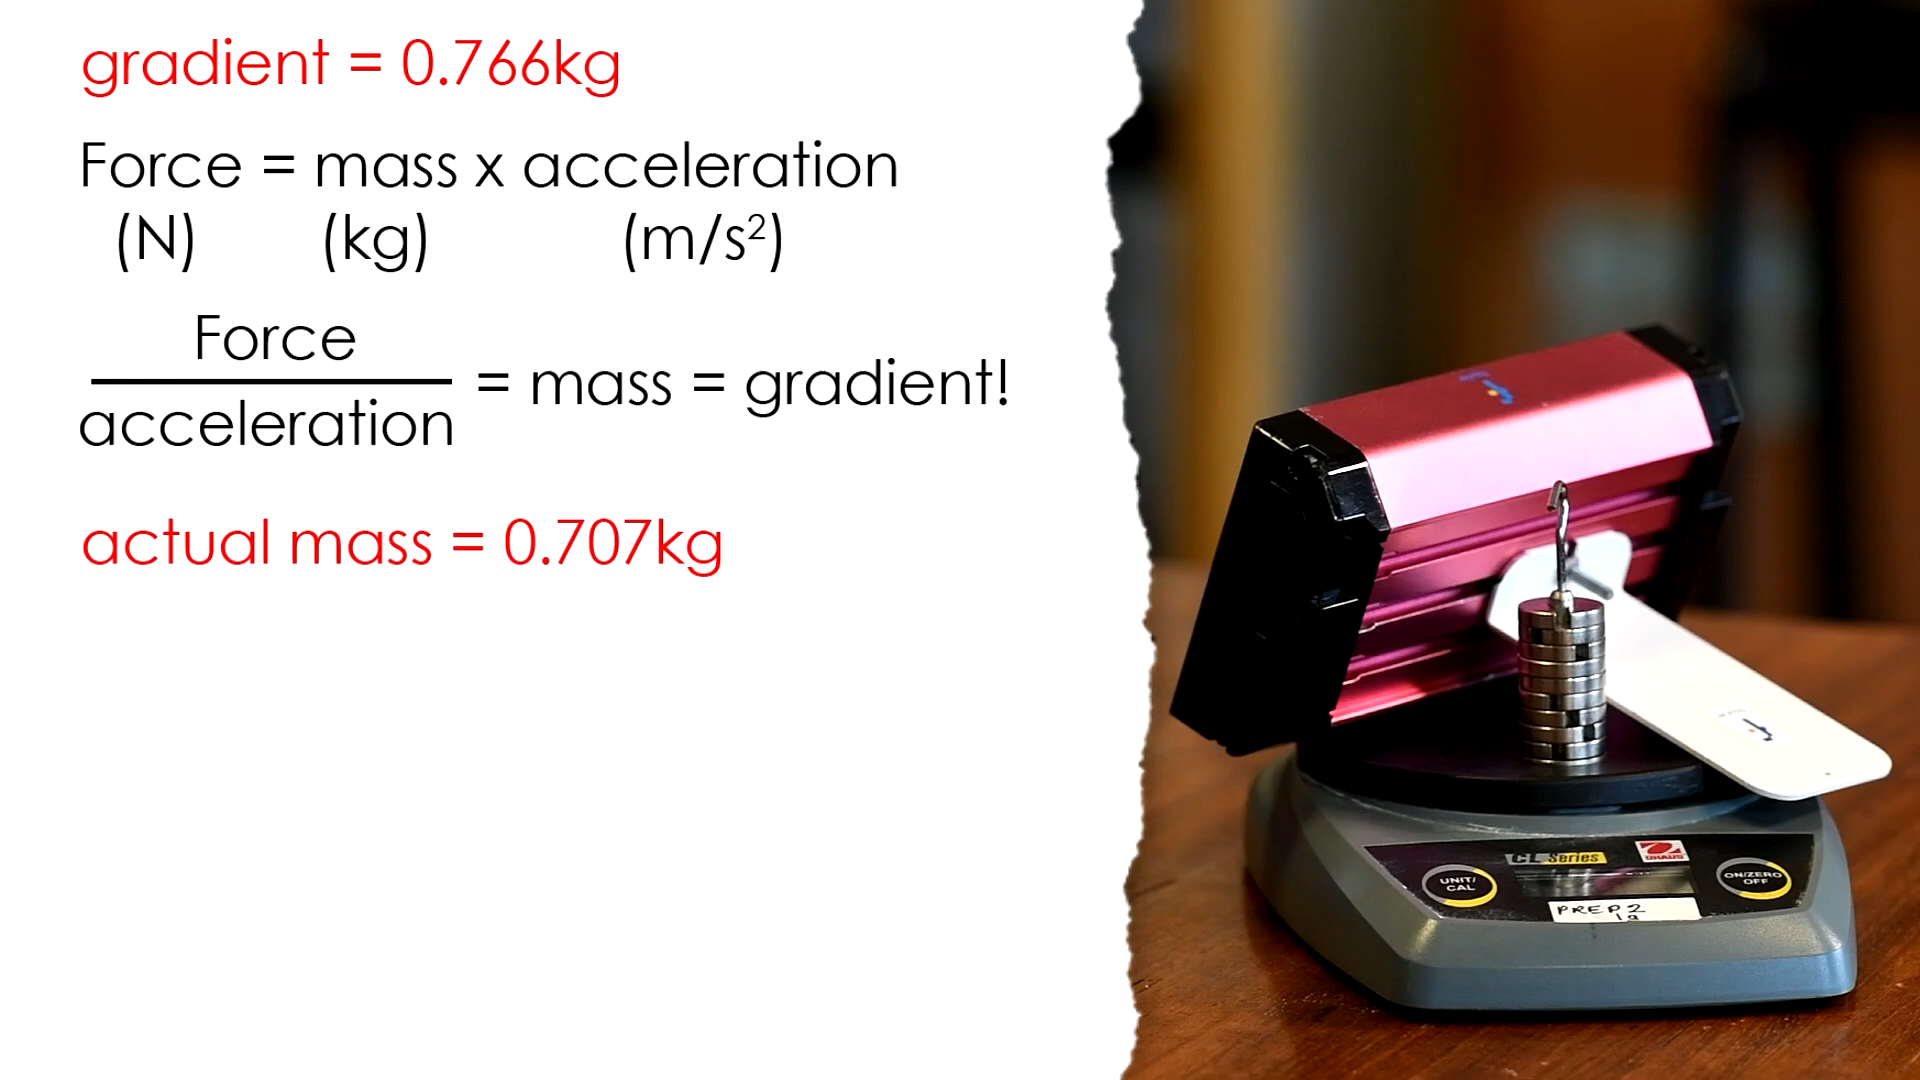 gradient = 0.766kg
Force = mass x acceleration
(N) (kg) (m/s²)
Force
acceleration
= mass = gradient!
actual mass = 0.707kg
CL Series
OHAUS
UNIT/
CAL
ON/ZERO
OFF
PREP 2
1g